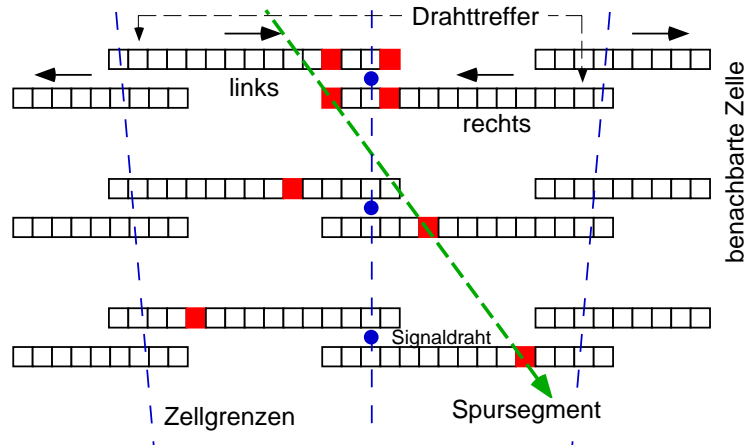 Drahttreffer
links
rechts
benachbarte Zelle
Signaldraht
Zellgrenzen
Spursegment